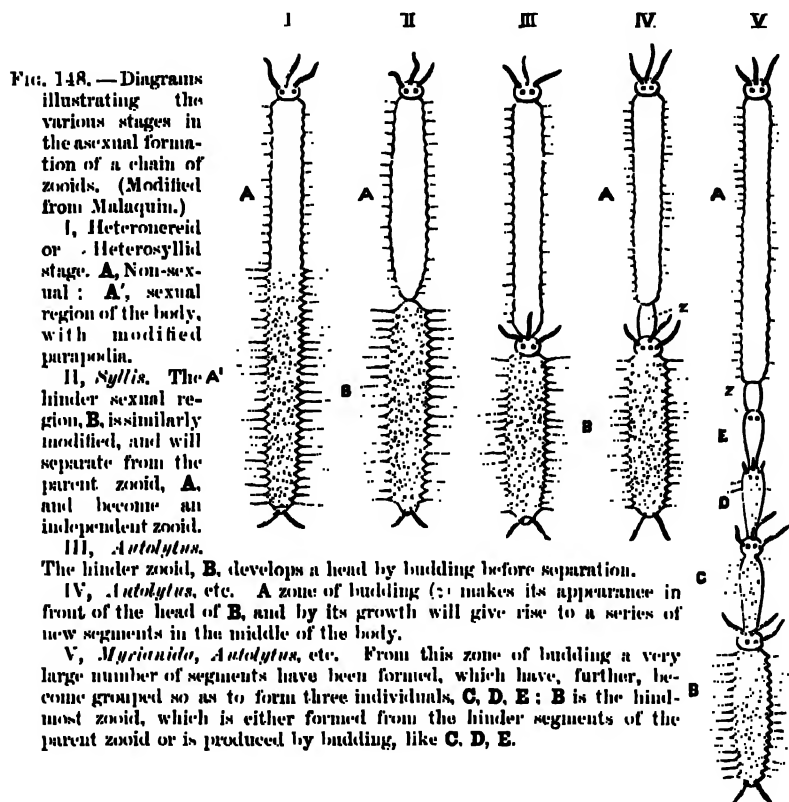 I II III IV. V
Fig. 148.—Diagrams
illustrating the
various stages in
the asexual forma-
tion of a chain of
zooids. (Modified
from Malaquin.)
I, Heteronereid
or Heterosyllid
stage. A, Non-sex-
ual: A', sexual
region of the body,
with modified
parapodia.
II, Syllis. The
hinder sexual re-
gion, B, is similarly
modified, and will
separate from the
parent zooid, A,
and become an
independent zooid.
III, Autolytus.
The hinder zooid, B, develops a head by budding before separation.
IV, Autolytus, etc. A zone of budding (z) makes its appearance in
front of the head of B, and by its growth will give rise to a series of
new segments in the middle of the body.
V, Myrianida, Autolytus, etc. From this zone of budding a very
large number of segments have been formed, which have, further, be-
come grouped so as to form three individuals, C, D, E; B is the hind-
most zooid, which is either formed from the hinder segments of the
parent zooid or is produced by budding, like C, D, E.
A A A A
A'
B B B
z
z
E
D
C